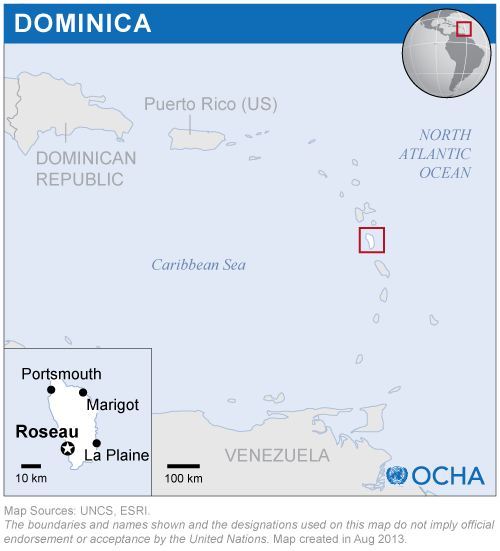 DOMINICA
Puerto Rico (US)
NORTH
ATLANTIC
OCEAN
DOMINICAN
REPUBLIC
Caribbean Sea
Portsmouth
Marigot
Roseau
La Plaine
10 km
100 km
VENEZUELA
OCHA
Map Sources: UNCS, ESRI.
The boundaries and names shown and the designations used on this map do not imply official
endorsement or acceptance by the United Nations. Map created in Aug 2013.